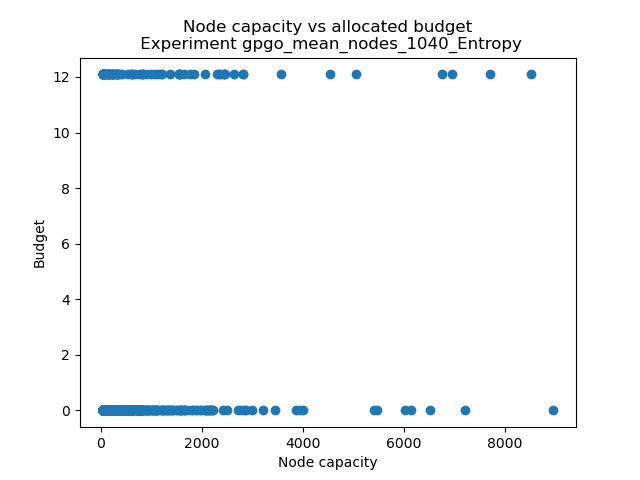 Node capacity vs allocated budget
Experiment gpgo_mean_nodes_1040_Entropy
12
10
8
6
4
2
0
Budget
0 2000 4000 6000 8000
Node capacity